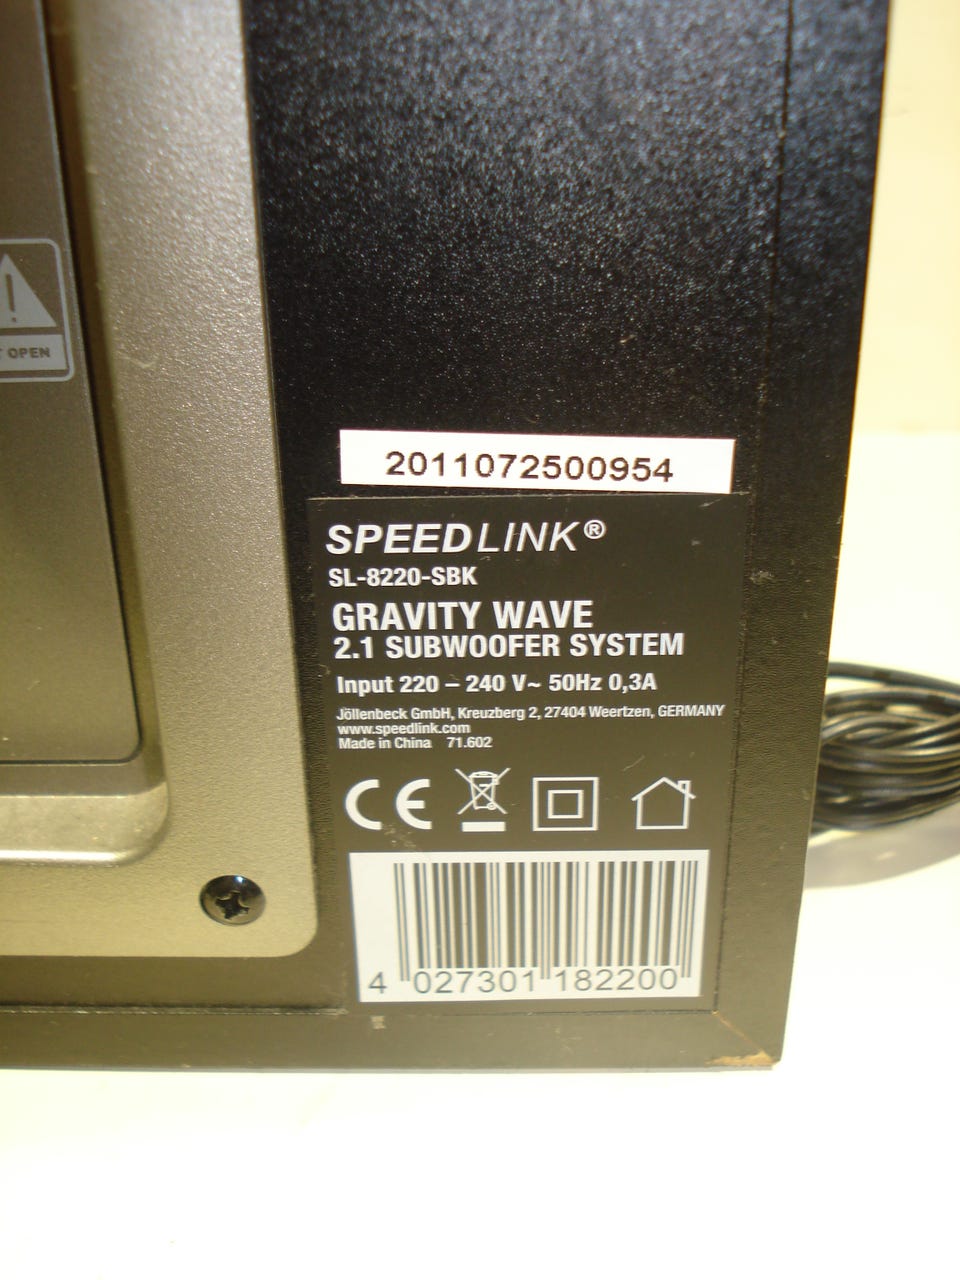 T OPEN
2011072500954
SPEEDLINK®
SL-8220-SBK
GRAVITY WAVE
2.1 SUBWOOFER SYSTEM
Input 220 – 240 V~ 50Hz 0,3A
Jöllenbeck GmbH, Kreuzberg 2, 27404 Weertzen, GERMANY
www.speedlink.com
Made in China 71.602
CE
4 027301 182200